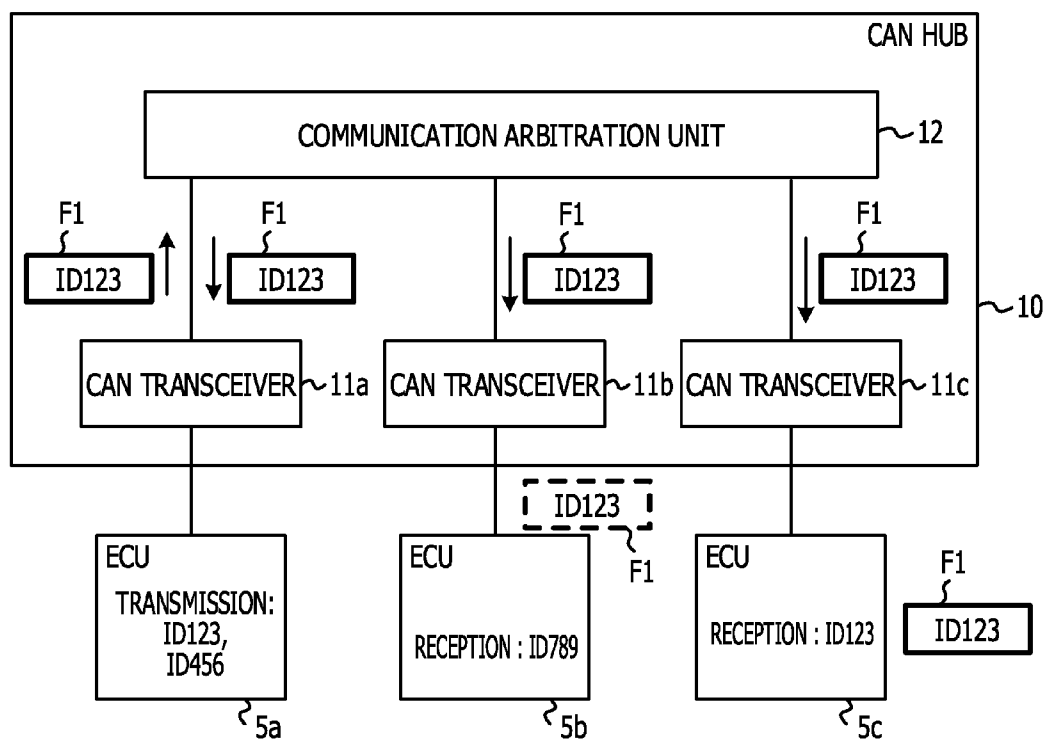 CAN HUB
COMMUNICATION ARBITRATION UNIT
12
F1
F1
F1
F1
ID123
ID123
ID123
ID123
10
CAN TRANSCEIVER
11a
CAN TRANSCEIVER
11b
CAN TRANSCEIVER
11c
ID123
F1
ECU
TRANSMISSION:
ID123,
ID456
5a
ECU
RECEPTION : ID789
5b
ECU
RECEPTION : ID123
5c
F1
ID123